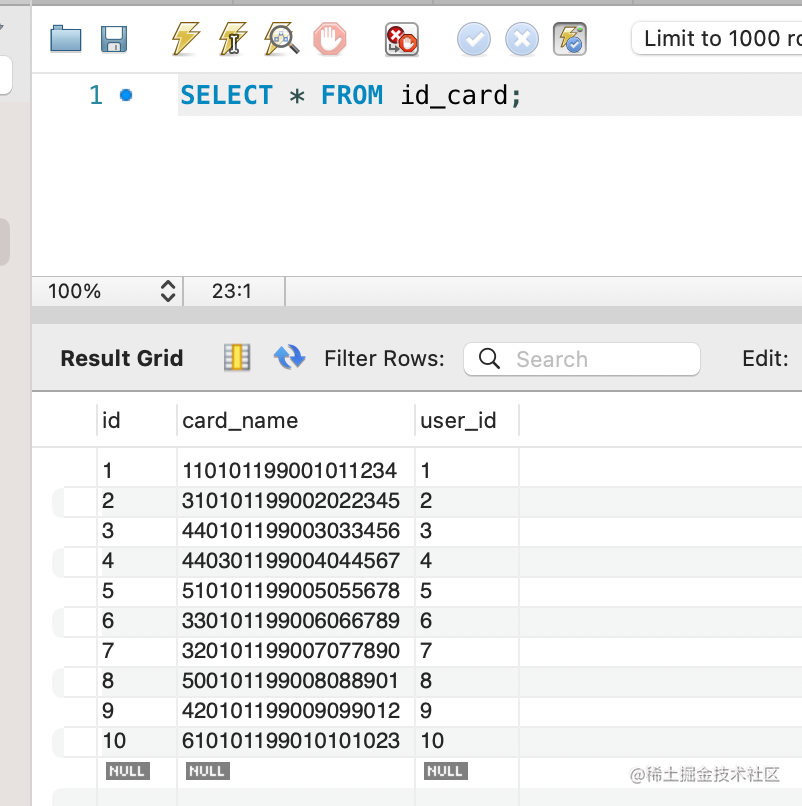 Limit to 1000 ro
1 SELECT * FROM id_card;
100% 23:1
Result Grid Filter Rows: Search Edit:
id card_name user_id
1 110101199001011234 1
2 310101199002022345 2
3 440101199003033456 3
4 440301199004044567 4
5 510101199005055678 5
6 330101199006066789 6
7 320101199007077890 7
8 500101199008088901 8
9 420101199009099012 9
10 610101199010101023 10
NULL NULL NULL
@稀土掘金技术社区